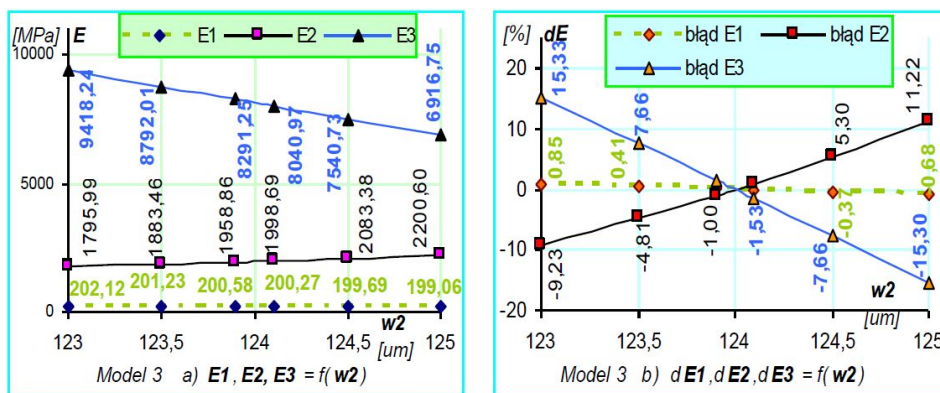 [MPa] E
E1 E2 E3
10000
5000
0
9418,24
8792,01
8291,25
8040,97
7540,73
6916,75
1795,99
1883,46
1958,86
1998,69
2083,38
2200,60
202,12 201,23 200,58 200,27 199,69 199,06
123 123,5 124 124,5 125
w2
[um]
Model 3 a) E1, E2, E3 = f( w2 )
[%] dE
błąd E1 błąd E2
błąd E3
20
10
0
-10
-20
15,33
7,66
-1,53
-7,66
-15,30
0,85
0,41
-0,37
-0,68
-9,23
-4,81
-1,00
5,30
11,22
w2
[um]
123 123,5 124 124,5 125
Model 3 b) d E1, d E2, d E3 = f( w2 )